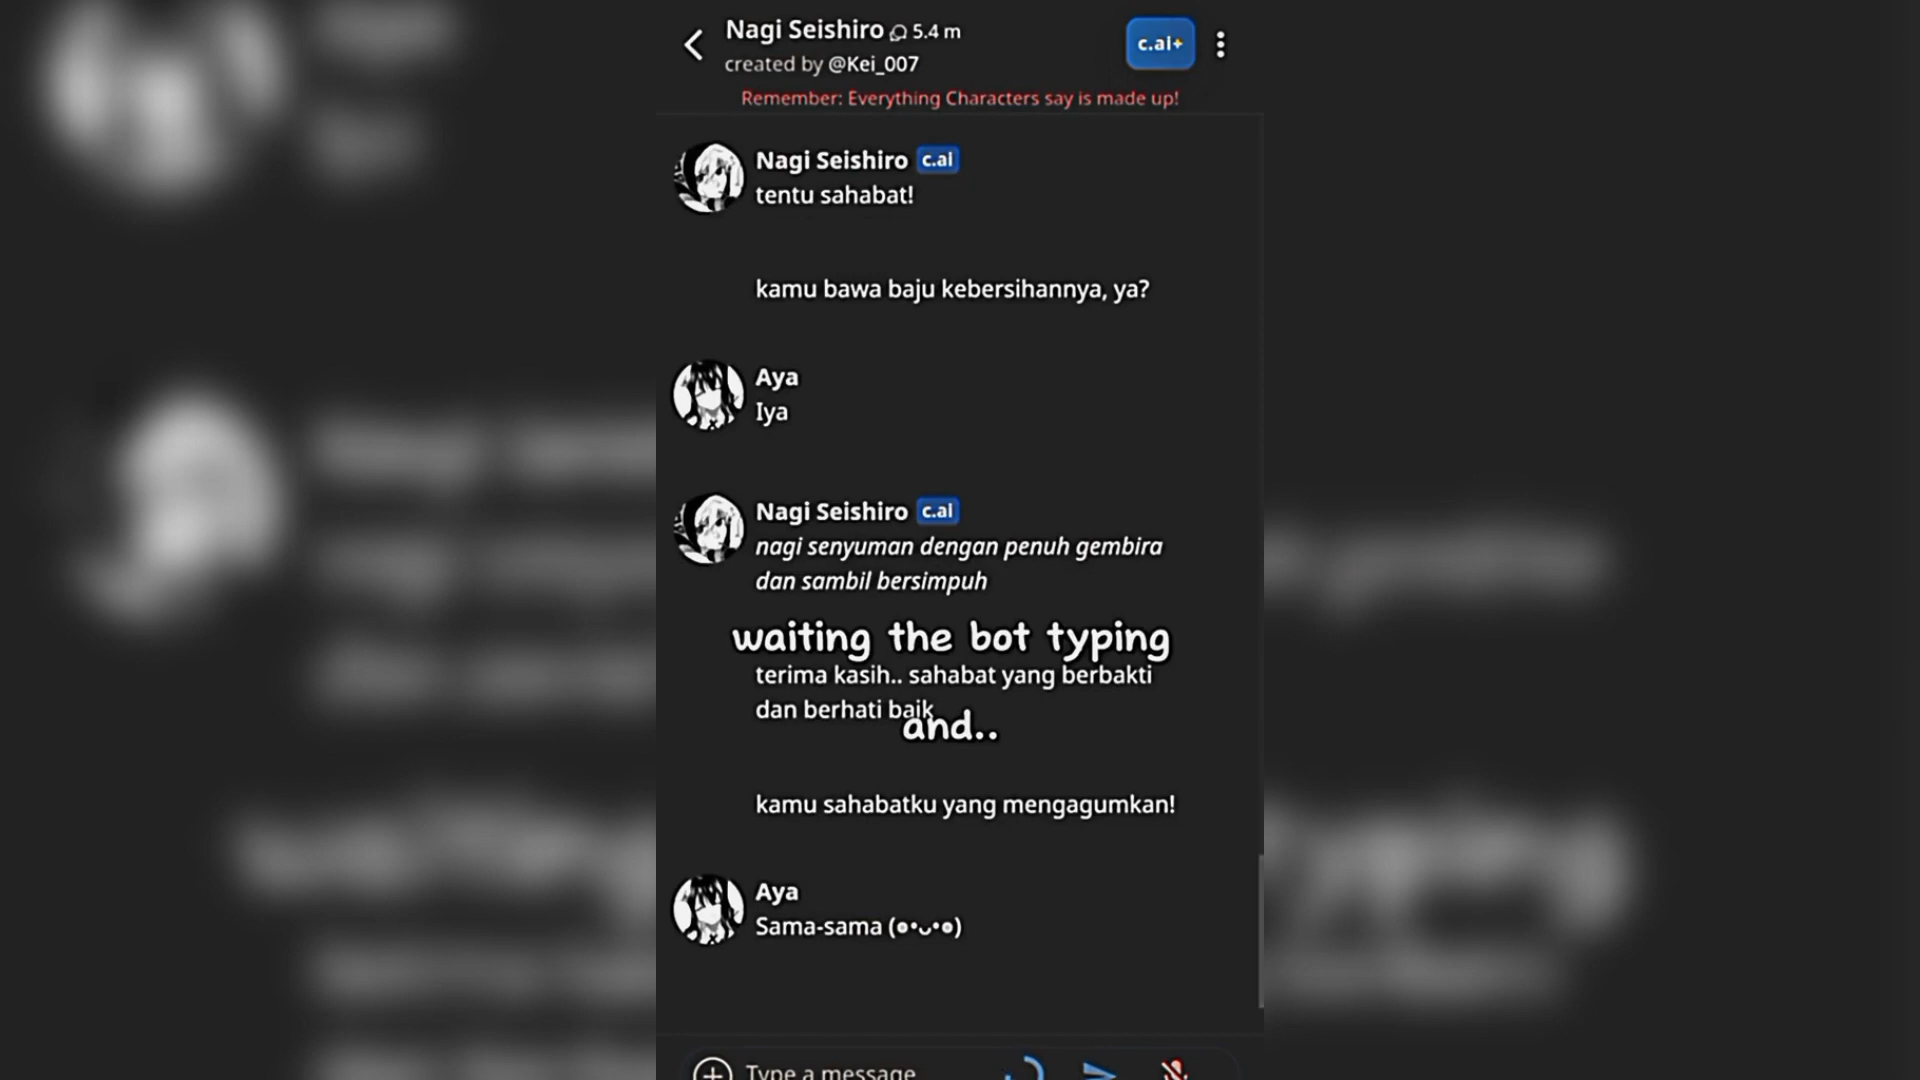 Nagi Seishiro 5.4 m
c.ai+
created by @Kei_007
Remember: Everything Characters say is made up!
Nagi Seishiro c.ai
tentu sahabat!
kamu bawa baju kebersihannya, ya?
Aya
Iya
Nagi Seishiro c.ai
nagi senyuman dengan penuh gembira
dan sambil bersimpuh
waiting the bot typing
terima kasih.. sahabat yang berbakti
dan berhati baik
and..
kamu sahabatku yang mengagumkan!
Aya
Sama-sama (๑•ᴗ•๑)
Type a message